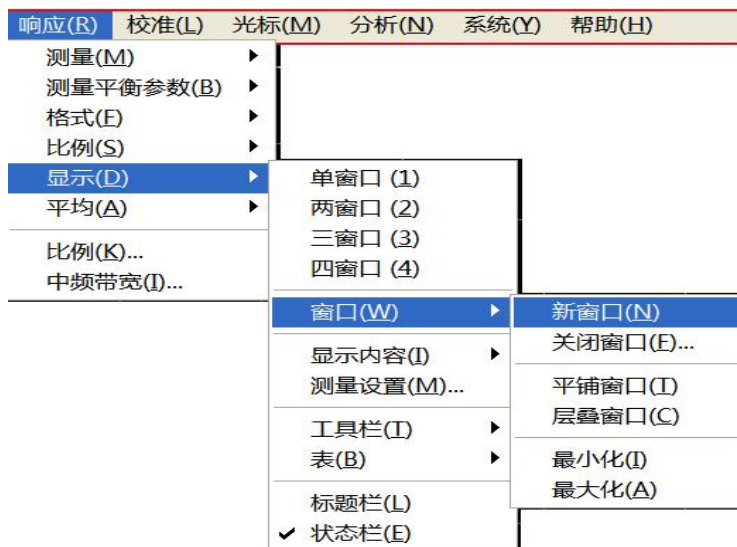 响应(R) 校准(L) 光标(M) 分析(N) 系统(Y) 帮助(H)
测量(M)
测量平衡参数(B)
格式(F)
比例(S)
显示(D)
平均(A)
比例(K)...
中频带宽(I)...
单窗口 (1)
两窗口 (2)
三窗口 (3)
四窗口 (4)
窗口(W)
显示内容(I)
测量设置(M)...
工具栏(T)
表(B)
标题栏(L)
状态栏(E)
新窗口(N)
关闭窗口(F)...
平铺窗口(T)
层叠窗口(C)
最小化(I)
最大化(A)